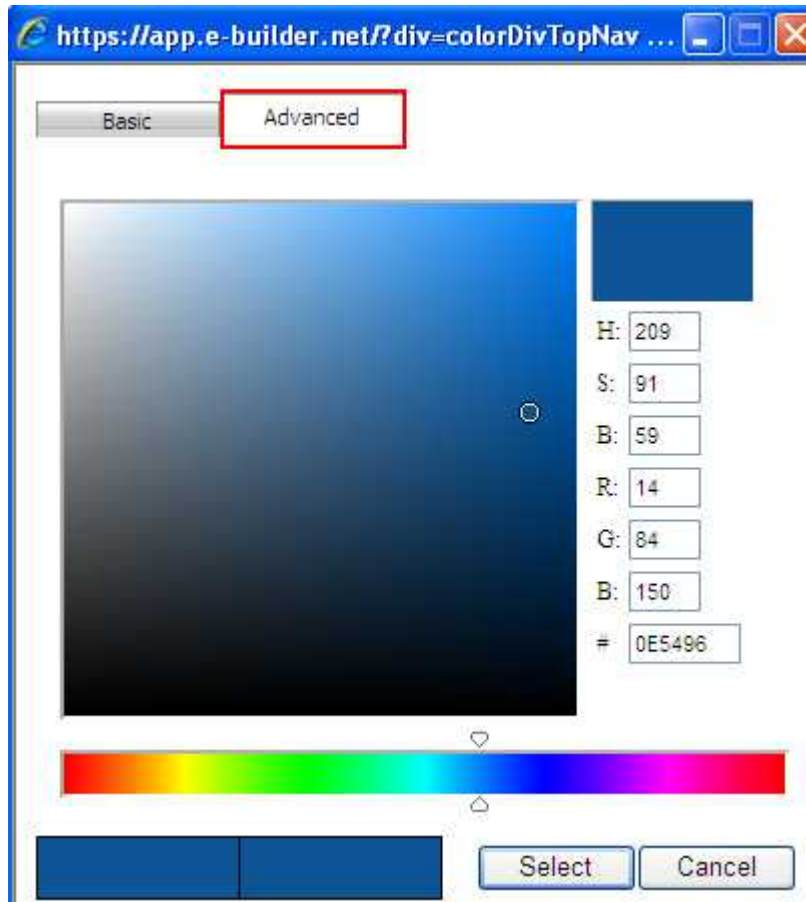 https://app.e-builder.net/?div=colorDivTopNav ...
Basic Advanced
H: 209
S: 91
B: 59
R: 14
G: 84
B: 150
# 0E5496
Select Cancel